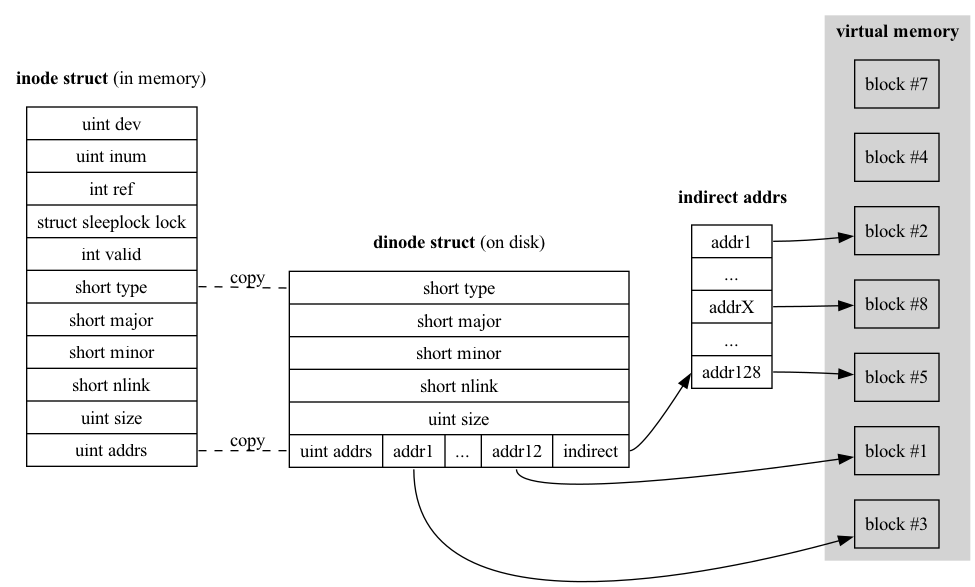 inode struct (in memory)
uint dev
uint inum
int ref
struct sleeplock lock
int valid
short type
short major
short minor
short nlink
uint size
uint addrs
copy
copy
dinode struct (on disk)
short type
short major
short minor
short nlink
uint size
uint addrs addr1 ... addr12 indirect
indirect addrs
addr1
...
addrX
...
addr128
virtual memory
block #7
block #4
block #2
block #8
block #5
block #1
block #3